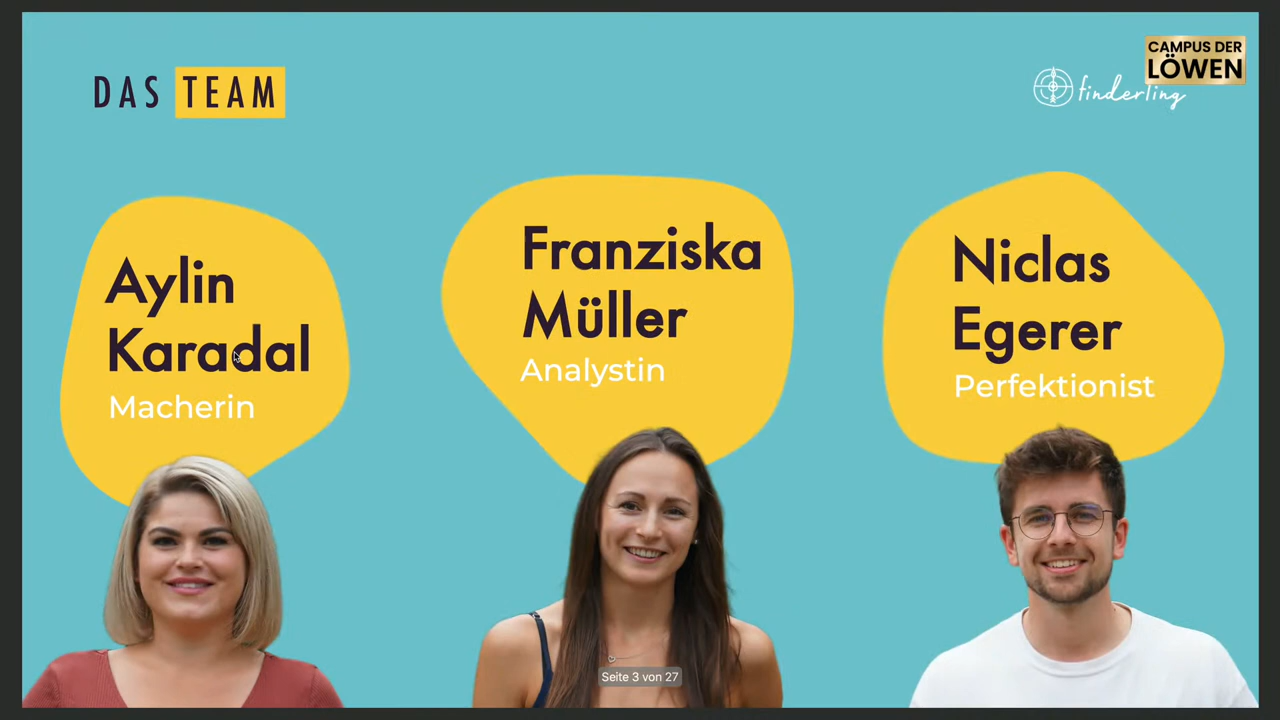 DAS TEAM
finderling
CAMPUS DER
LÖWEN
Aylin
Karadal
Macherin
Franziska
Müller
Analystin
Niclas
Egerer
Perfektionist
Seite 3 von 27